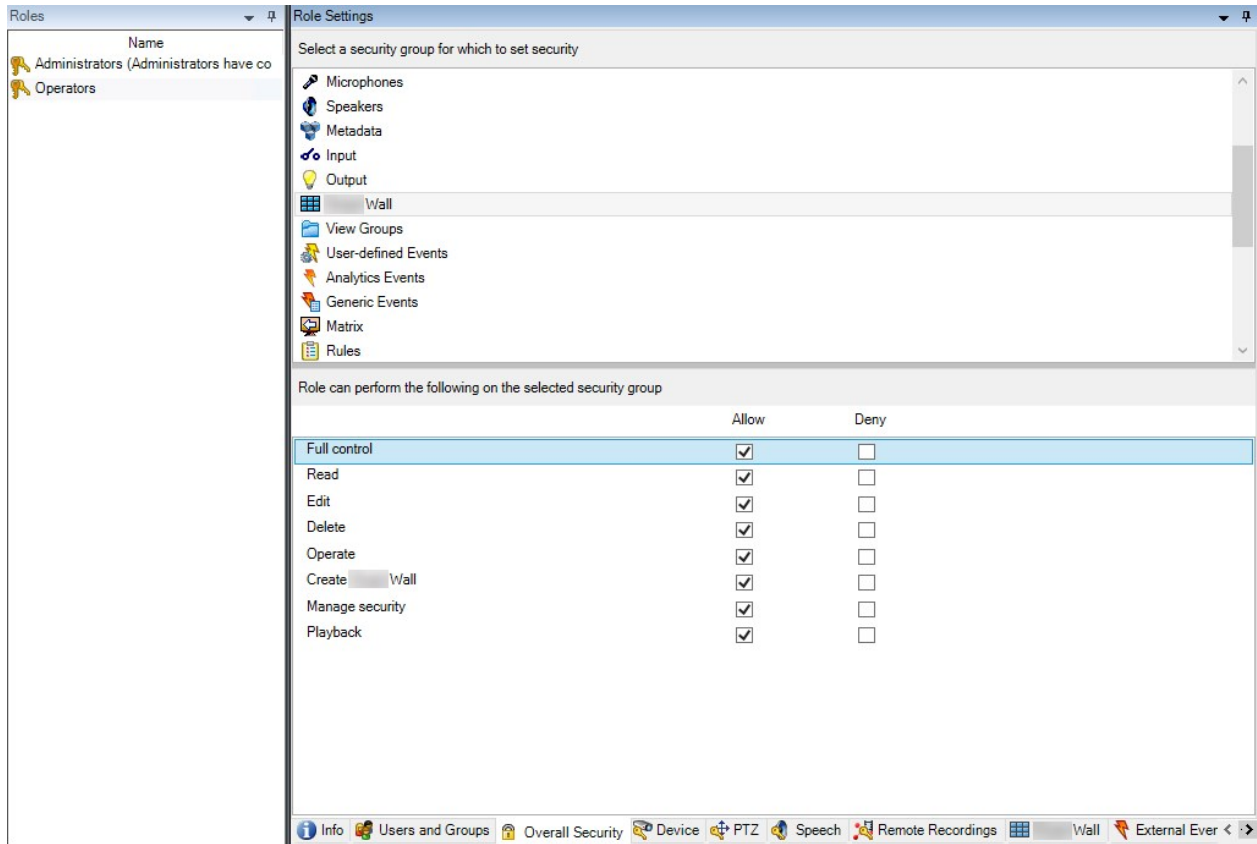 Roles
Name
Administrators (Administrators have co
Operators
Role Settings
Select a security group for which to set security
Microphones
Speakers
Metadata
Input
Output
Wall
View Groups
User-defined Events
Analytics Events
Generic Events
Matrix
Rules
Role can perform the following on the selected security group
Allow Deny
Full control
Read
Edit
Delete
Operate
Create Wall
Manage security
Playback
Info Users and Groups Overall Security Device PTZ Speech Remote Recordings Wall External Ever